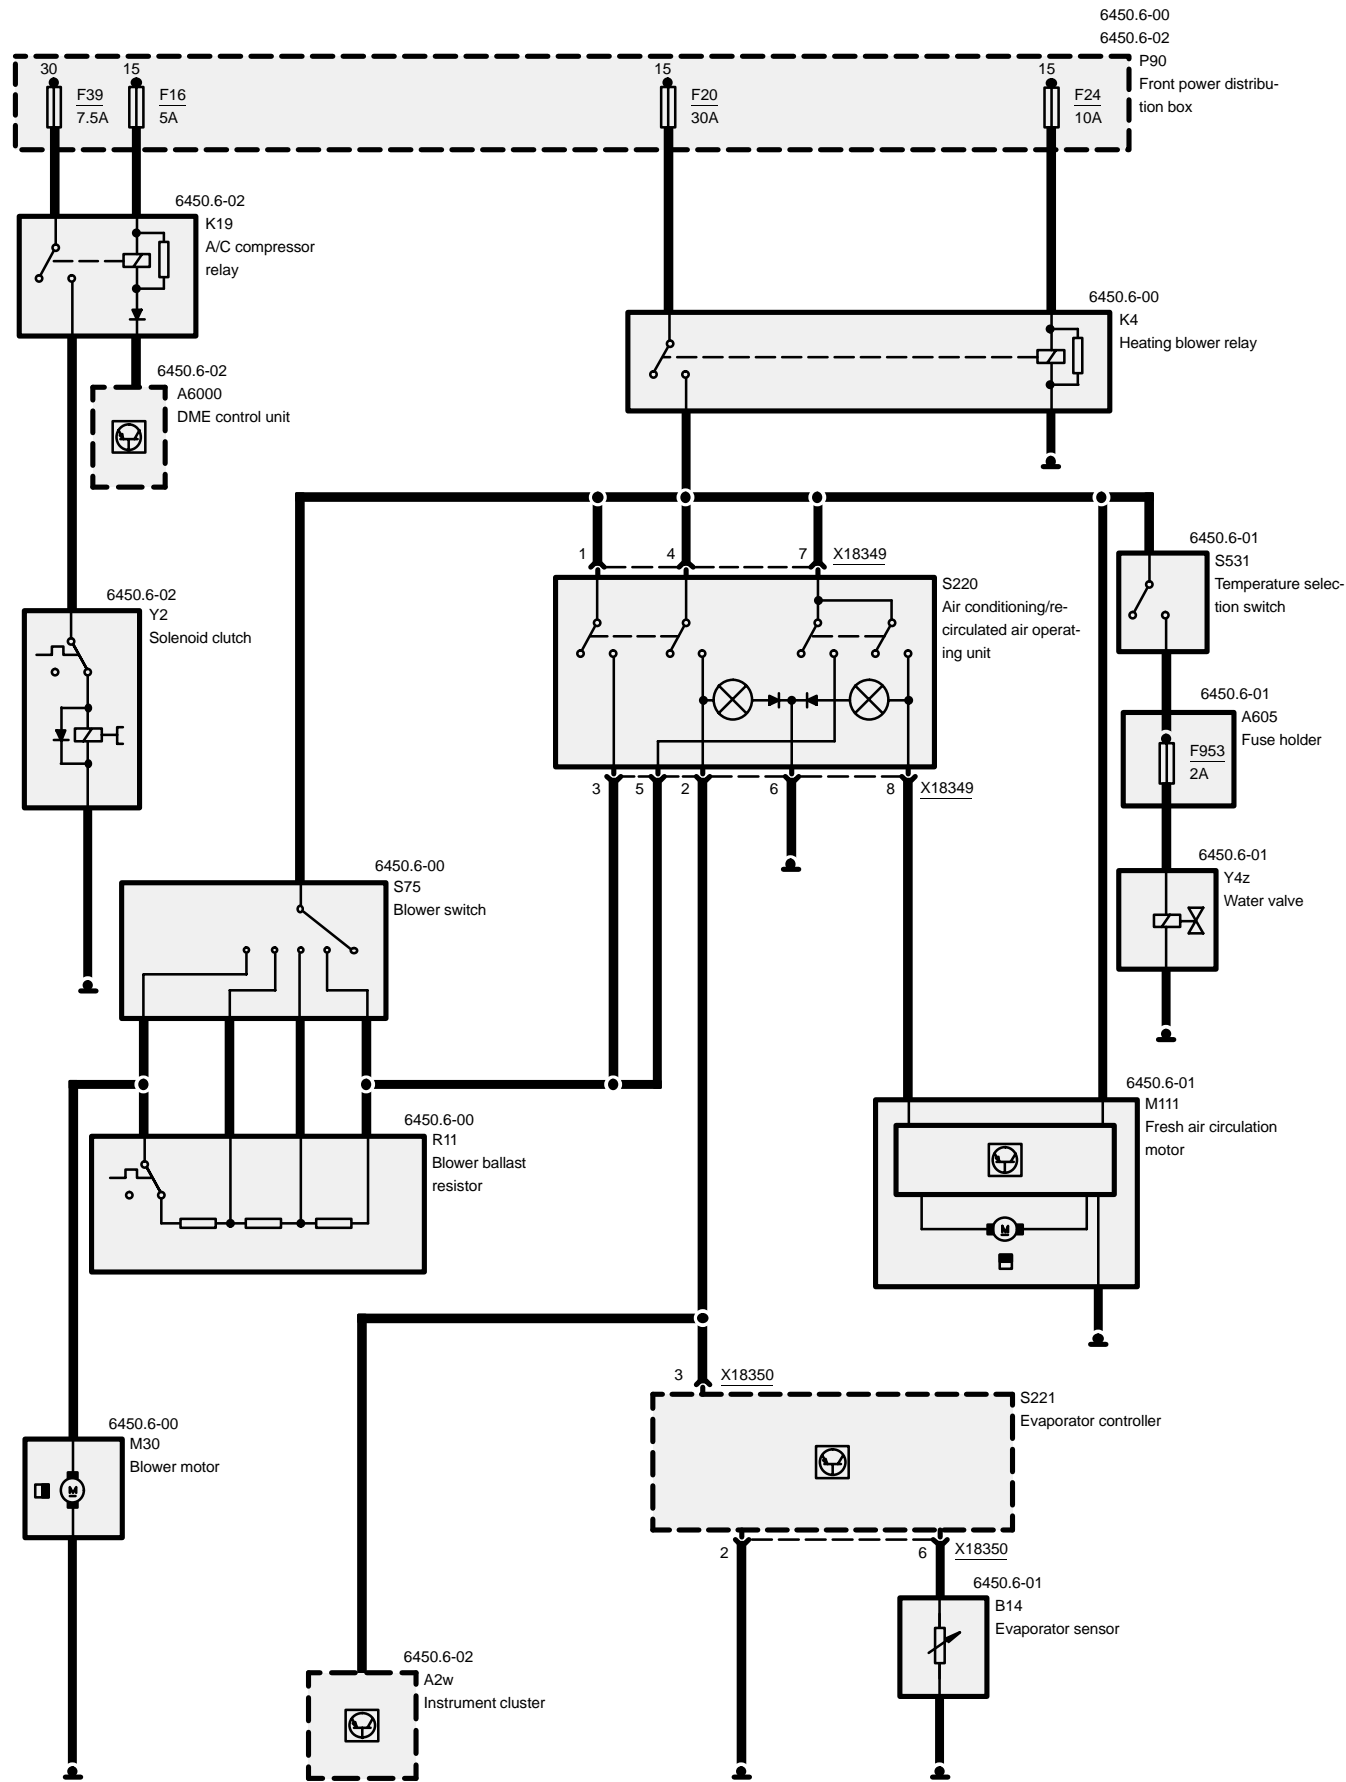 6450.6-00
6450.6-02
P90
Front power distribu-
tion box
30
15
15
15
F39
7.5A
F16
5A
F20
30A
F24
10A
6450.6-02
K19
A/C compressor
relay
6450.6-00
K4
Heating blower relay
6450.6-02
A6000
DME control unit
1
4
7
X18349
6450.6-01
S531
Temperature selec-
tion switch
S220
Air conditioning/re-
circulated air operat-
ing unit
6450.6-02
Y2
Solenoid clutch
6450.6-01
A605
Fuse holder
F953
2A
3
5
2
6
8
X18349
6450.6-01
Y4z
Water valve
6450.6-00
S75
Blower switch
6450.6-01
M111
Fresh air circulation
motor
6450.6-00
R11
Blower ballast
resistor
M
3
X18350
S221
Evaporator controller
6450.6-00
M30
Blower motor
M
2
6
X18350
6450.6-01
B14
Evaporator sensor
6450.6-02
A2w
Instrument cluster